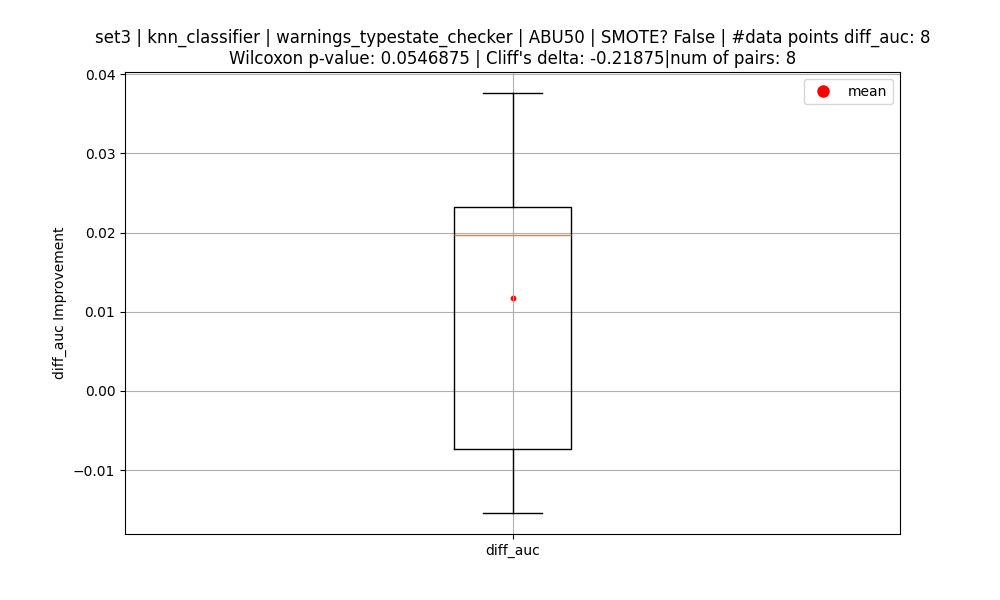 set3 | knn_classifier | warnings_typestate_checker | ABU50 | SMOTE? False | #data points diff_auc: 8
Wilcoxon p-value: 0.0546875 | Cliff's delta: -0.21875|num of pairs: 8
mean
0.04
0.03
0.02
0.01
0.00
−0.01
diff_auc Improvement
diff_auc